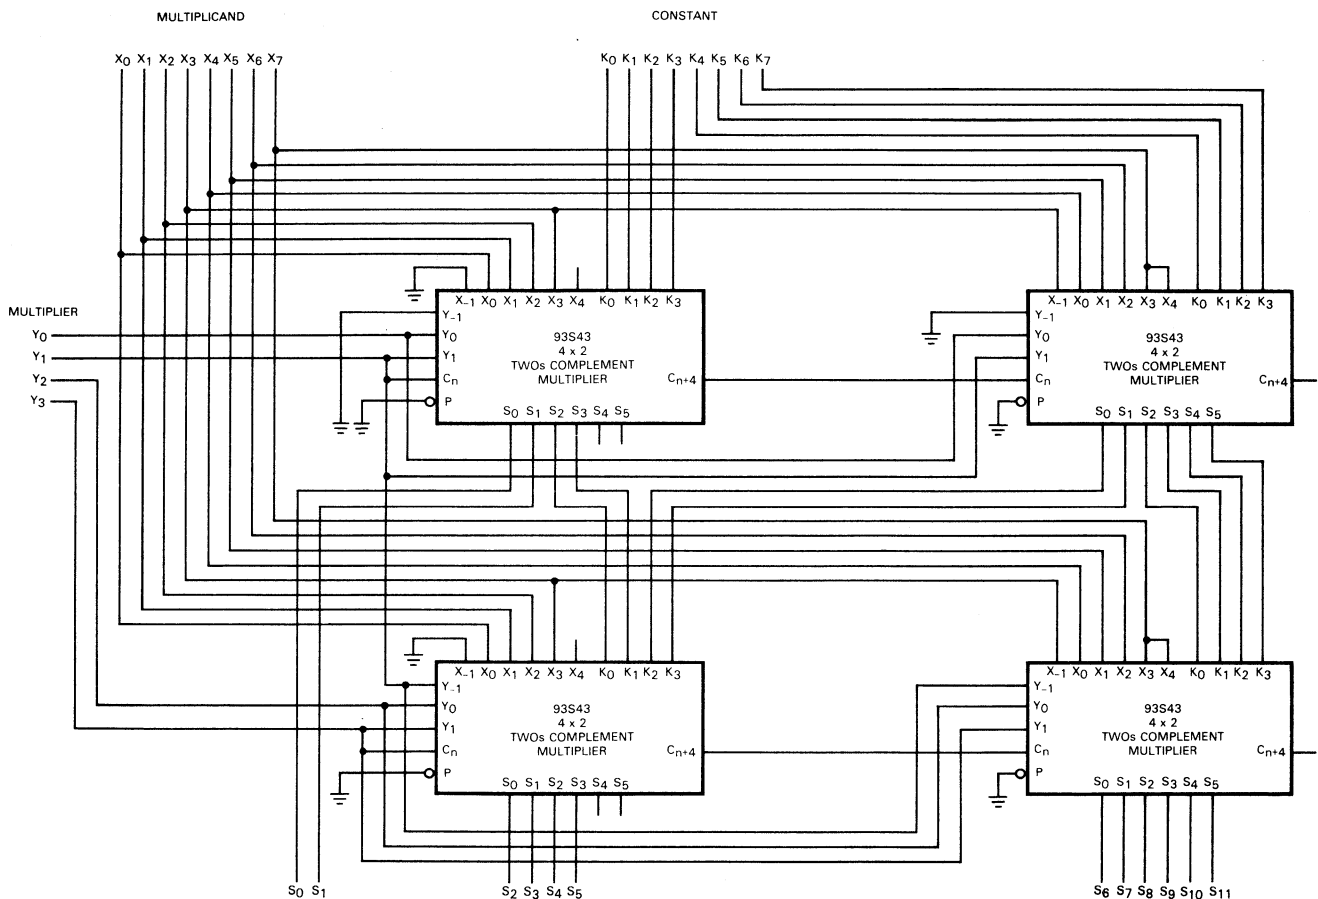 MULTIPLICAND CONSTANT
X0 X1 X2 X3 X4 X5 X6 X7 K0 K1 K2 K3 K4 K5 K6 K7
MULTIPLIER
Y0
Y1
Y2
Y3
X-1 X0 X1 X2 X3 X4 K0 K1 K2 K3
Y-1
Y0
Y1
Cn
P
93S43
4 x 2
TWOs COMPLEMENT
MULTIPLIER
Cn+4
S0 S1 S2 S3 S4 S5
X-1 X0 X1 X2 X3 X4 K0 K1 K2 K3
Y-1
Y0
Y1
Cn
P
93S43
4 x 2
TWOs COMPLEMENT
MULTIPLIER
Cn+4
S0 S1 S2 S3 S4 S5
X-1 X0 X1 X2 X3 X4 K0 K1 K2 K3
Y-1
Y0
Y1
Cn
P
93S43
4 x 2
TWOs COMPLEMENT
MULTIPLIER
Cn+4
S0 S1 S2 S3 S4 S5
X-1 X0 X1 X2 X3 X4 K0 K1 K2 K3
Y-1
Y0
Y1
Cn
P
93S43
4 x 2
TWOs COMPLEMENT
MULTIPLIER
Cn+4
S0 S1 S2 S3 S4 S5
S0 S1 S2 S3 S4 S5 S6 S7 S8 S9 S10 S11